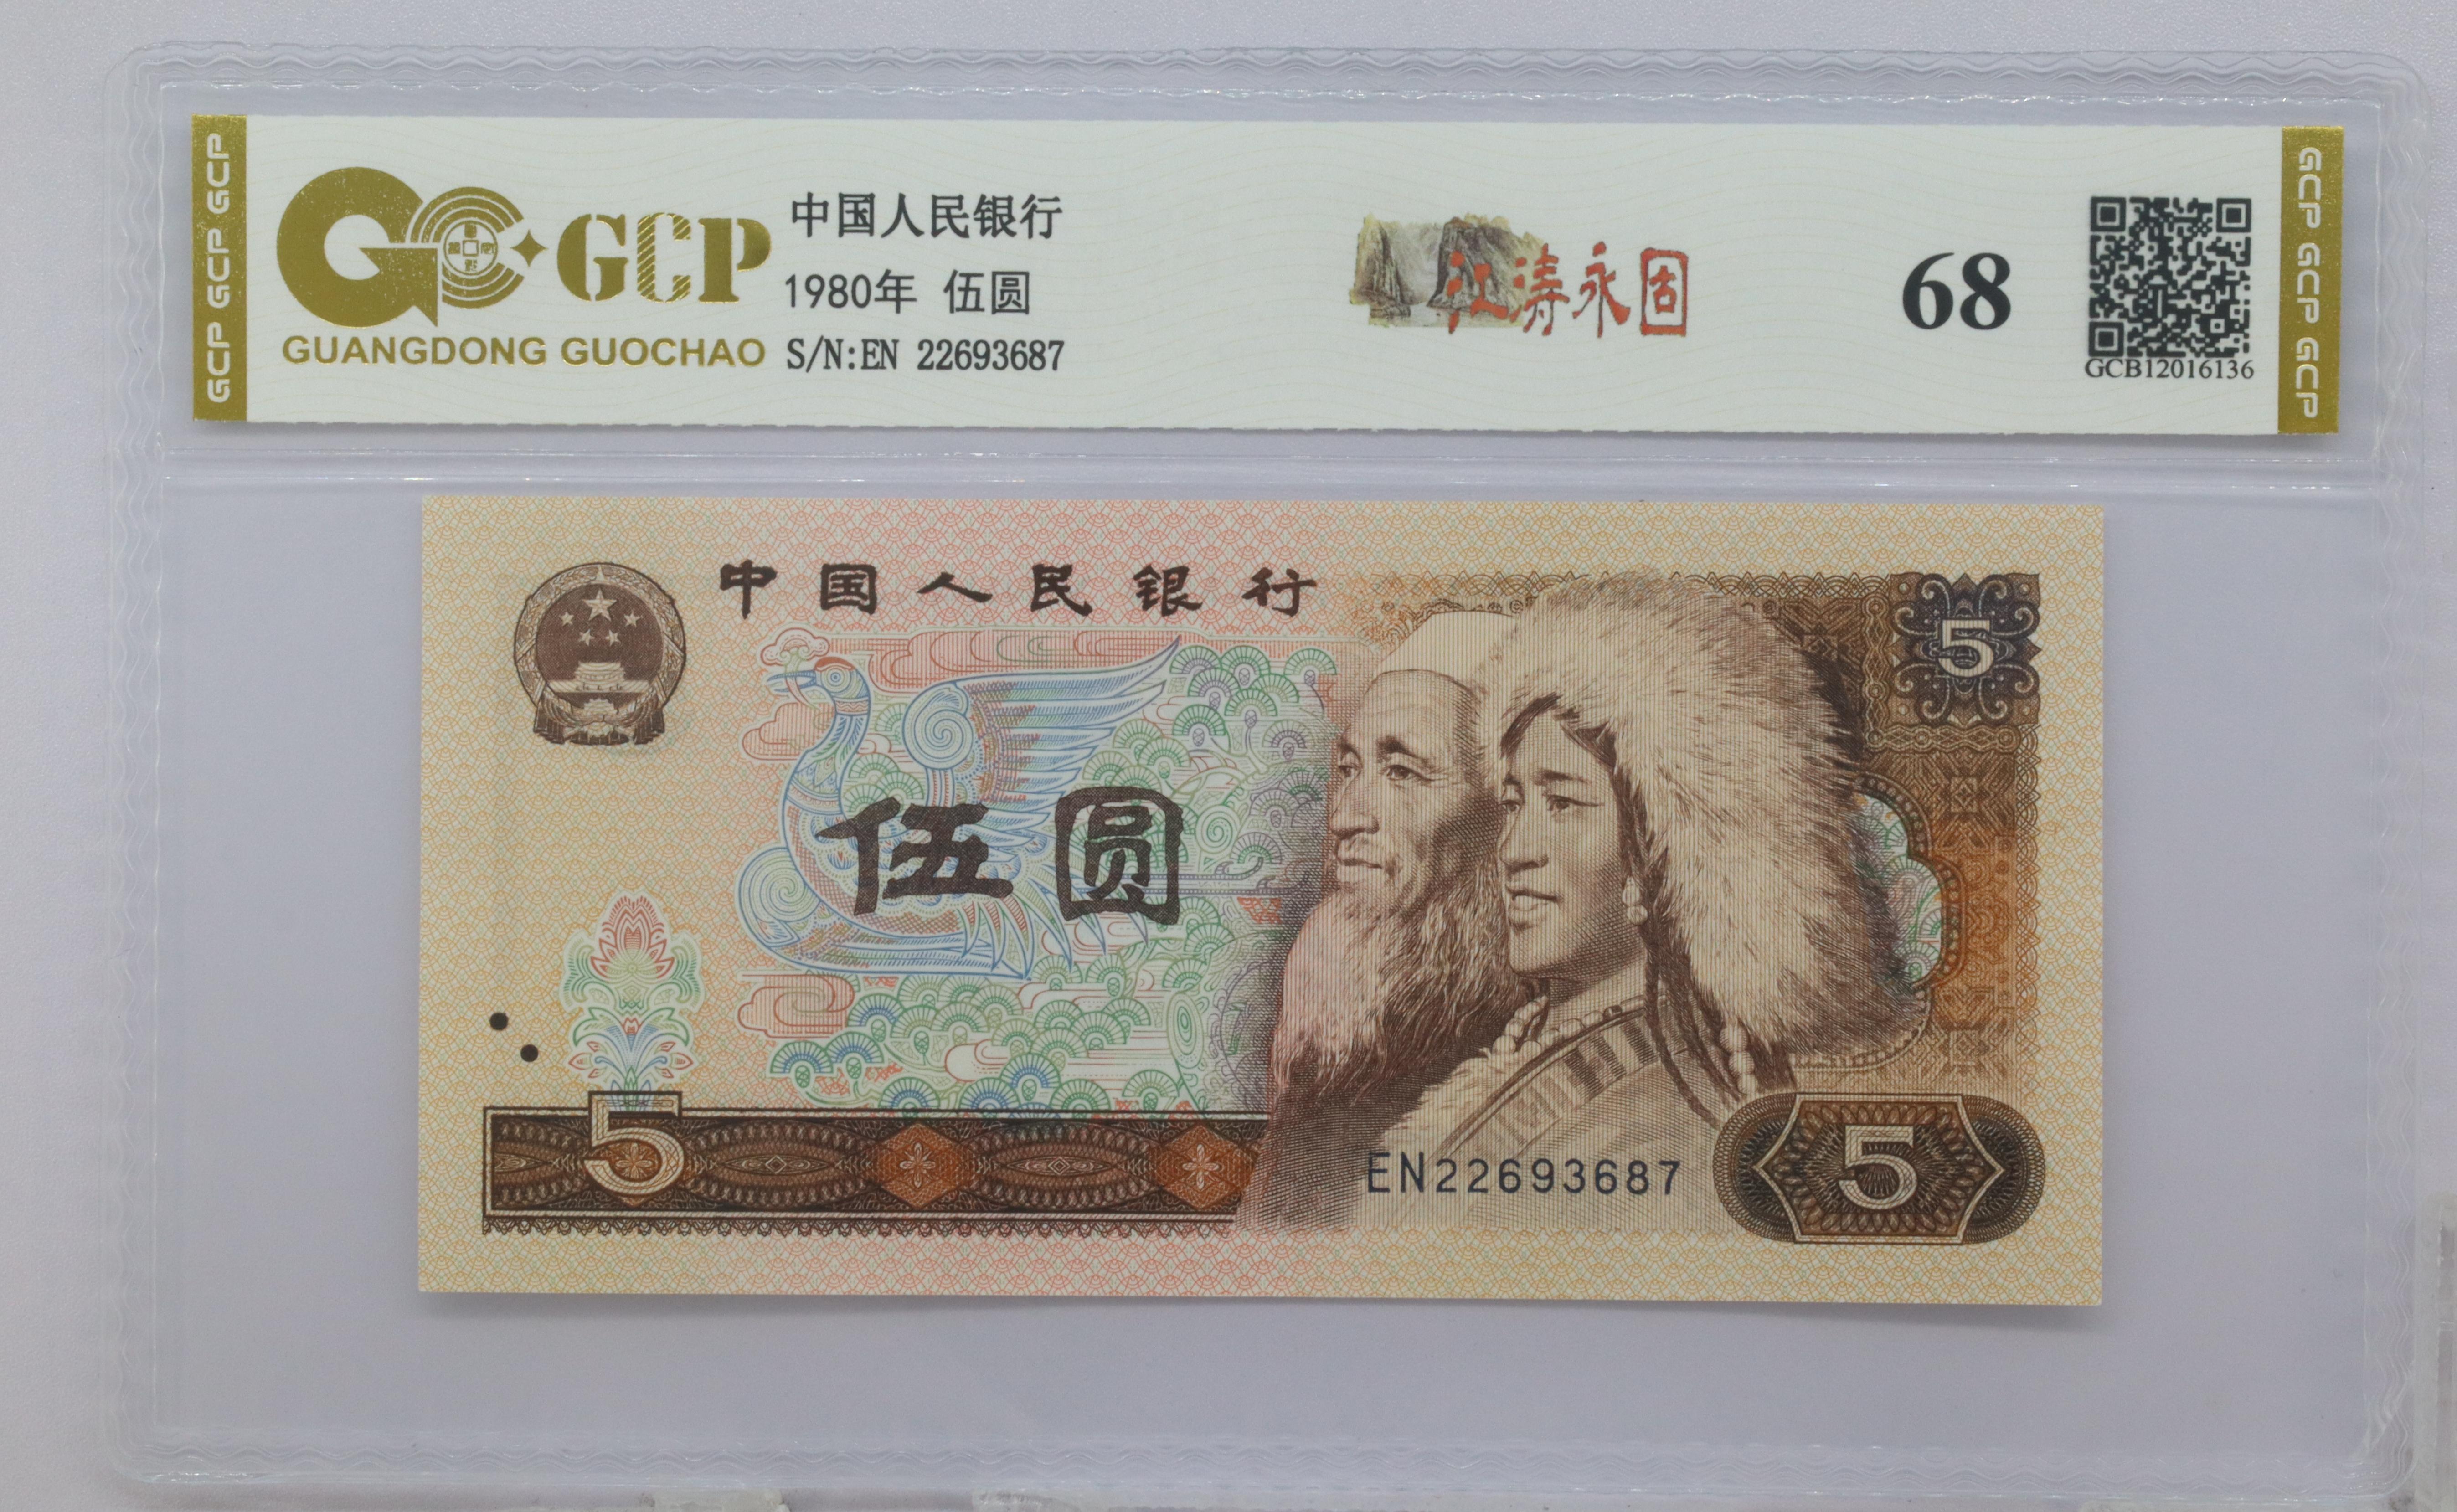 GCP GCP GCP
GCP
GUANGDONG GUOCHAO
中国人民银行
1980年 伍圆
S/N:EN 22693687
江涛永固
68
GCB12016136
GCP GCP GCP
中国人民银行
5
伍圆
5
EN22693687
5